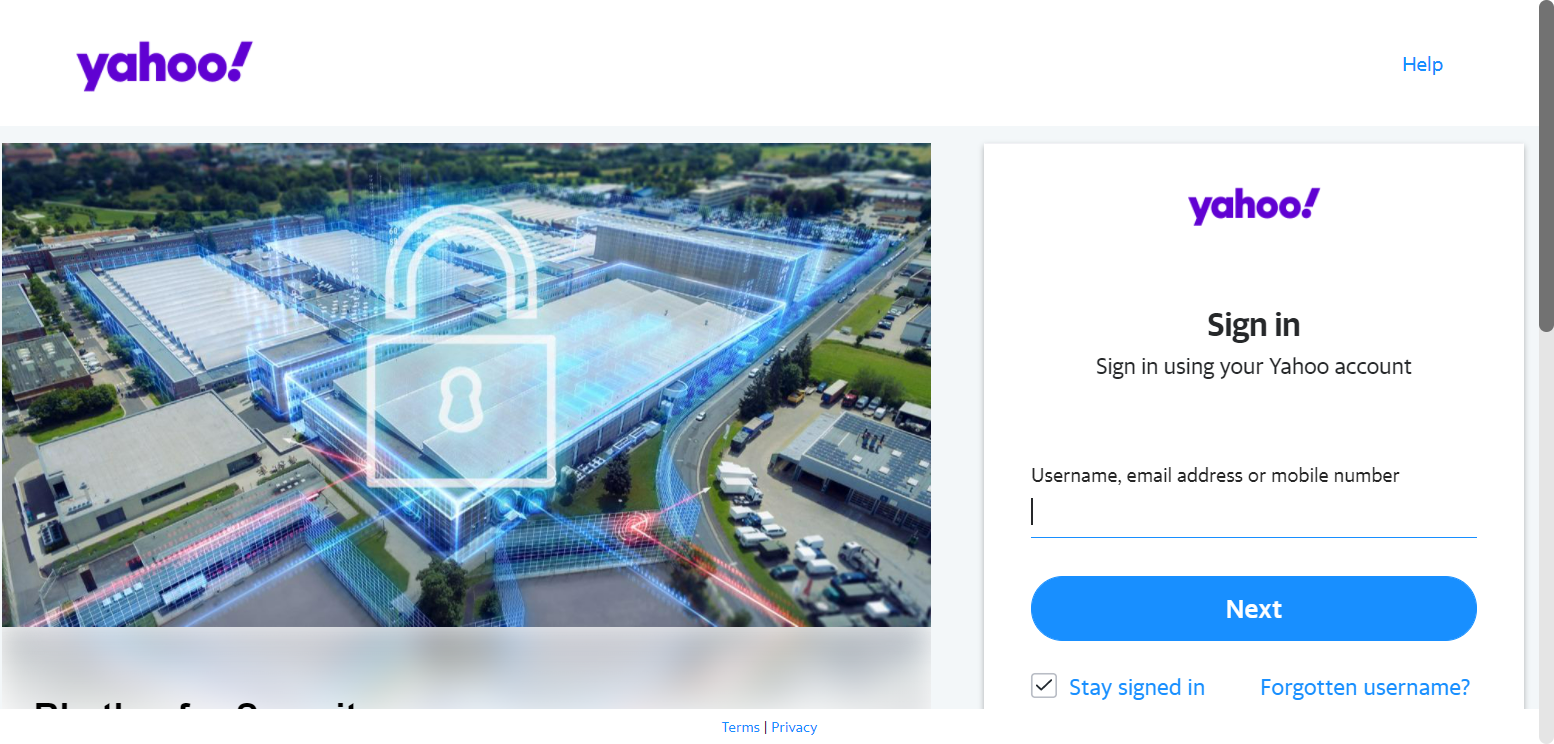 yahoo!
Help
yahoo!
Sign in
Sign in using your Yahoo account
Username, email address or mobile number
Next
Stay signed in
Forgotten username?
Terms | Privacy